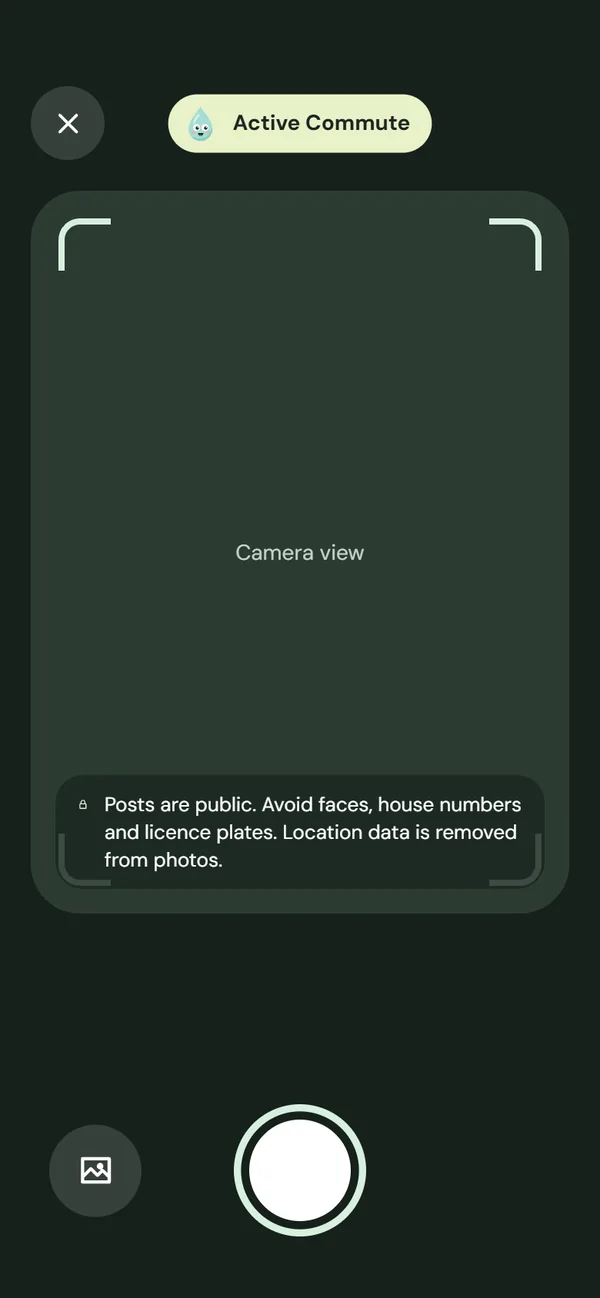 Active Commute
Camera view
Posts are public. Avoid faces, house numbers
and licence plates. Location data is removed
from photos.